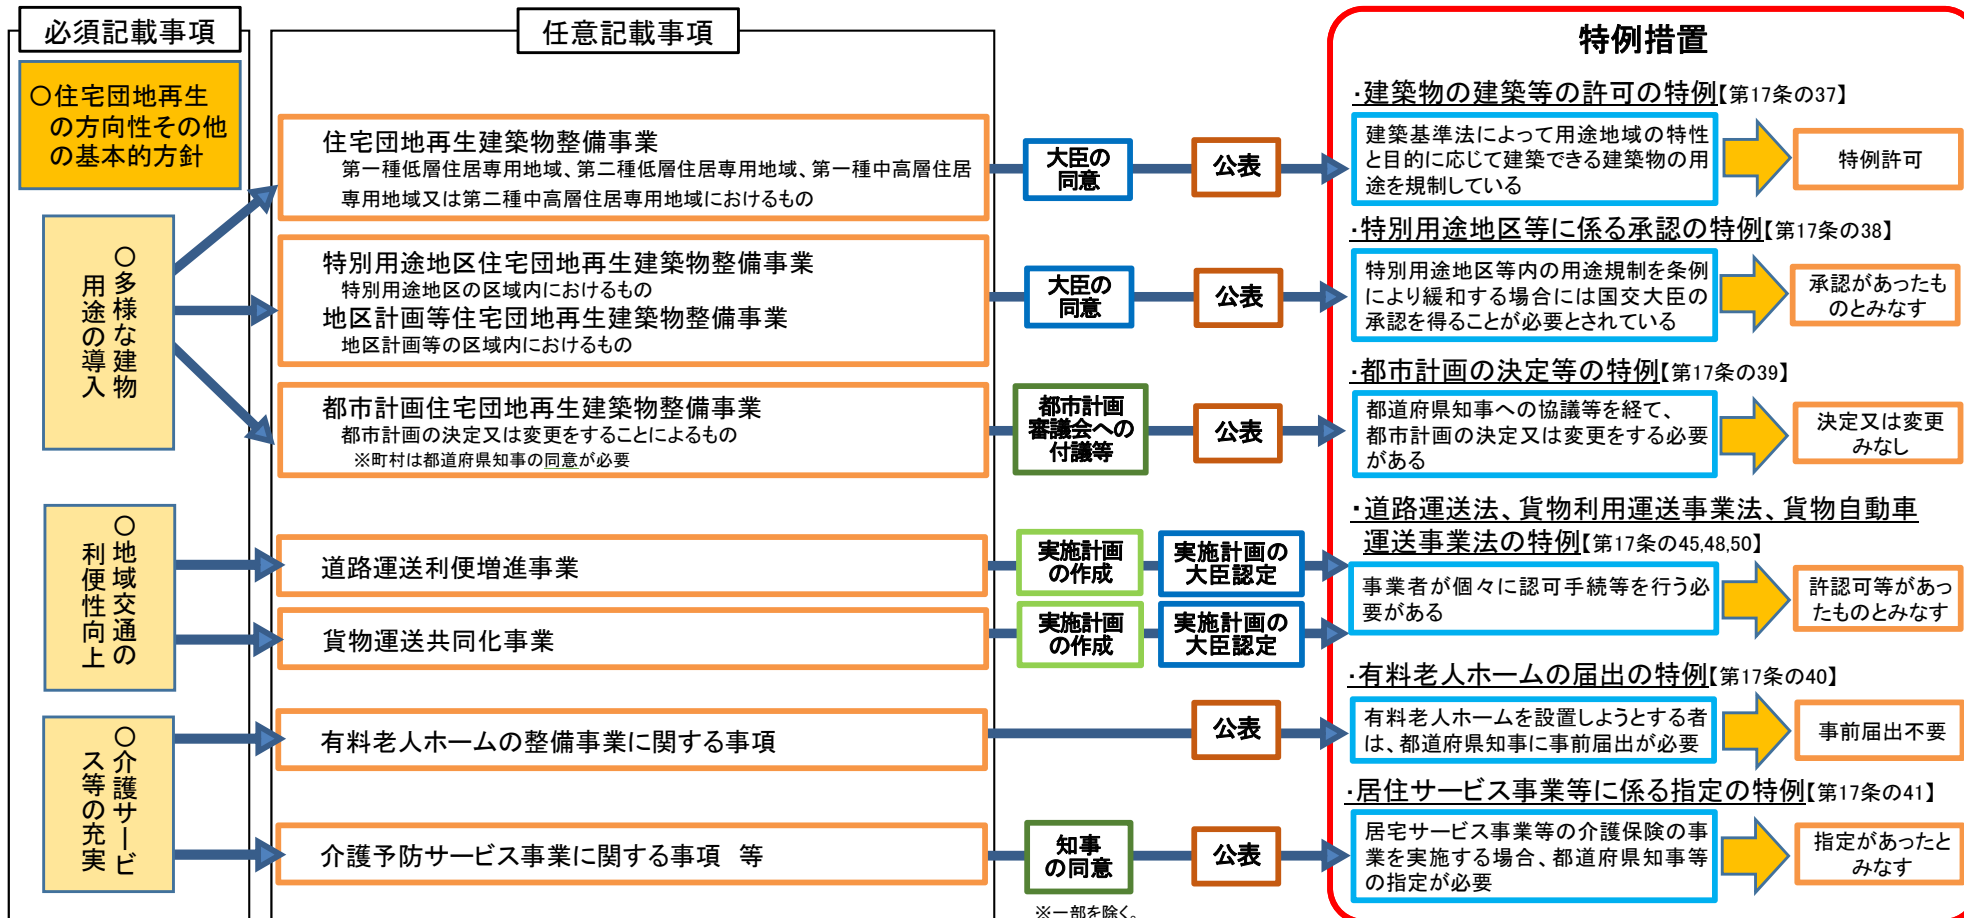 必須記載事項
○住宅団地再生
の方向性その他
の基本的方針
○多様な建物
用途の導入
○地域交通の
利便性向上
○介護サービ
ス等の充実
任意記載事項
住宅団地再生建築物整備事業
第一種低層住居専用地域、第二種低層住居専用地域、第一種中高層住居
専用地域又は第二種中高層住居専用地域におけるもの
大臣の
同意
公表
特別用途地区住宅団地再生建築物整備事業
特別用途地区の区域内におけるもの
地区計画等住宅団地再生建築物整備事業
地区計画等の区域内におけるもの
大臣の
同意
公表
都市計画住宅団地再生建築物整備事業
都市計画の決定又は変更をすることによるもの
※町村は都道府県知事の同意が必要
都市計画
審議会への
付議等
公表
道路運送利便増進事業
実施計画
の作成
実施計画の
大臣認定
貨物運送共同化事業
実施計画
の作成
実施計画の
大臣認定
有料老人ホームの整備事業に関する事項
公表
介護予防サービス事業に関する事項 等
知事
の同意
公表
※一部を除く。
特例措置
・建築物の建築等の許可の特例【第17条の37】
建築基準法によって用途地域の特性
と目的に応じて建築できる建築物の用
途を規制している
特例許可
・特別用途地区等に係る承認の特例【第17条の38】
特別用途地区等内の用途規制を条例
により緩和する場合には国交大臣の
承認を得ることが必要とされている
承認があったも
のとみなす
・都市計画の決定等の特例【第17条の39】
都道府県知事への協議等を経て、
都市計画の決定又は変更をする必要
がある
決定又は変更
みなし
・道路運送法、貨物利用運送事業法、貨物自動車
運送事業法の特例【第17条の45,48,50】
事業者が個々に認可手続等を行う必
要がある
許認可等があっ
たものとみなす
・有料老人ホームの届出の特例【第17条の40】
有料老人ホームを設置しようとする者
は、都道府県知事に事前届出が必要
事前届出不要
・居住サービス事業等に係る指定の特例【第17条の41】
居宅サービス事業等の介護保険の事
業を実施する場合、都道府県知事等
の指定が必要
指定があったと
みなす